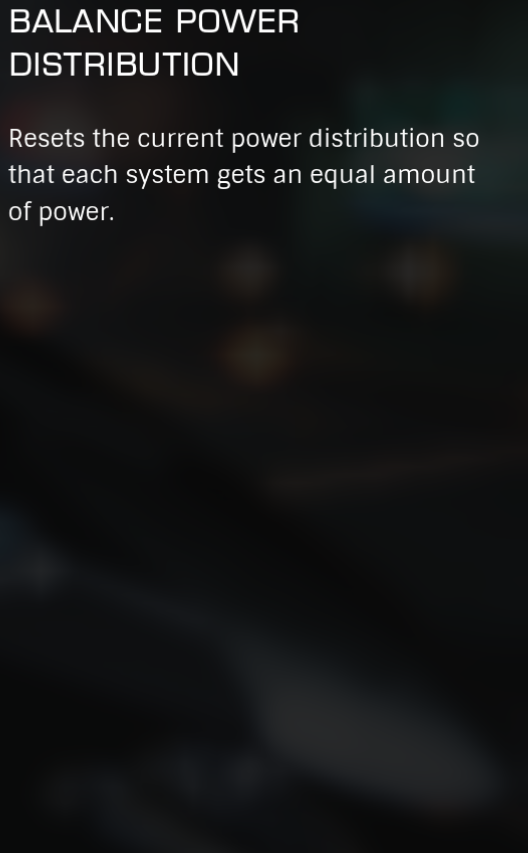 BALANCE POWER
DISTRIBUTION
Resets the current power distribution so
that each system gets an equal amount
of power.